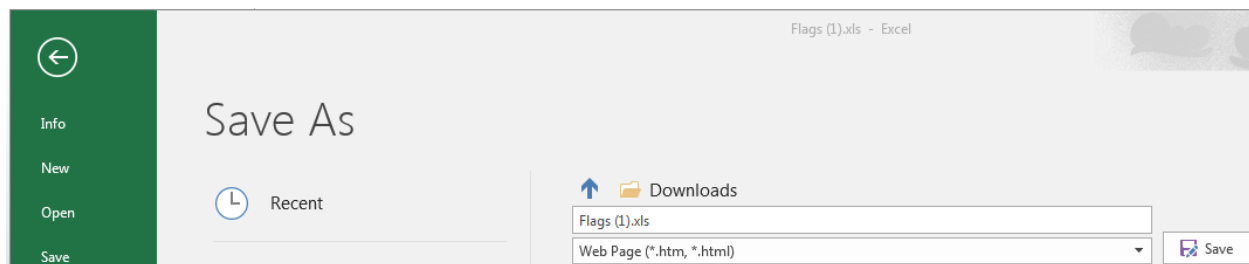 Flags (1).xls - Excel
Info
Save As
New
Downloads
Recent
Open
Flags (1).xls
Save
Web Page (*.htm, *.html)
Save